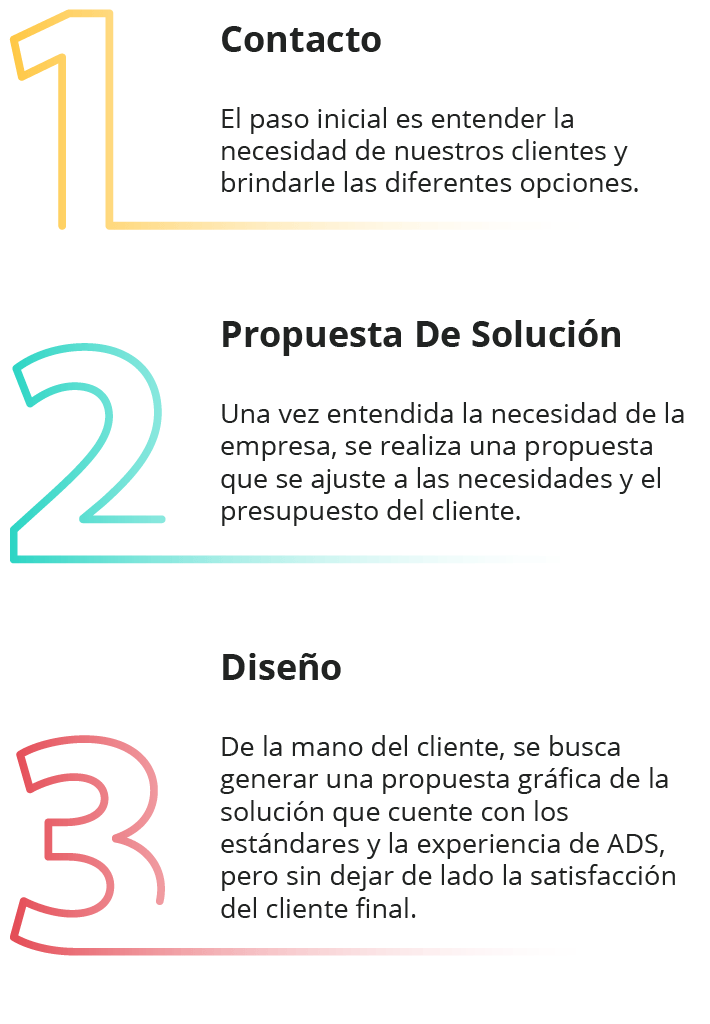 1
Contacto
El paso inicial es entender la
necesidad de nuestros clientes y
brindarle las diferentes opciones.
2
Propuesta De Solución
Una vez entendida la necesidad de la
empresa, se realiza una propuesta
que se ajuste a las necesidades y el
presupuesto del cliente.
3
Diseño
De la mano del cliente, se busca
generar una propuesta gráfica de la
solución que cuente con los
estándares y la experiencia de ADS,
pero sin dejar de lado la satisfacción
del cliente final.